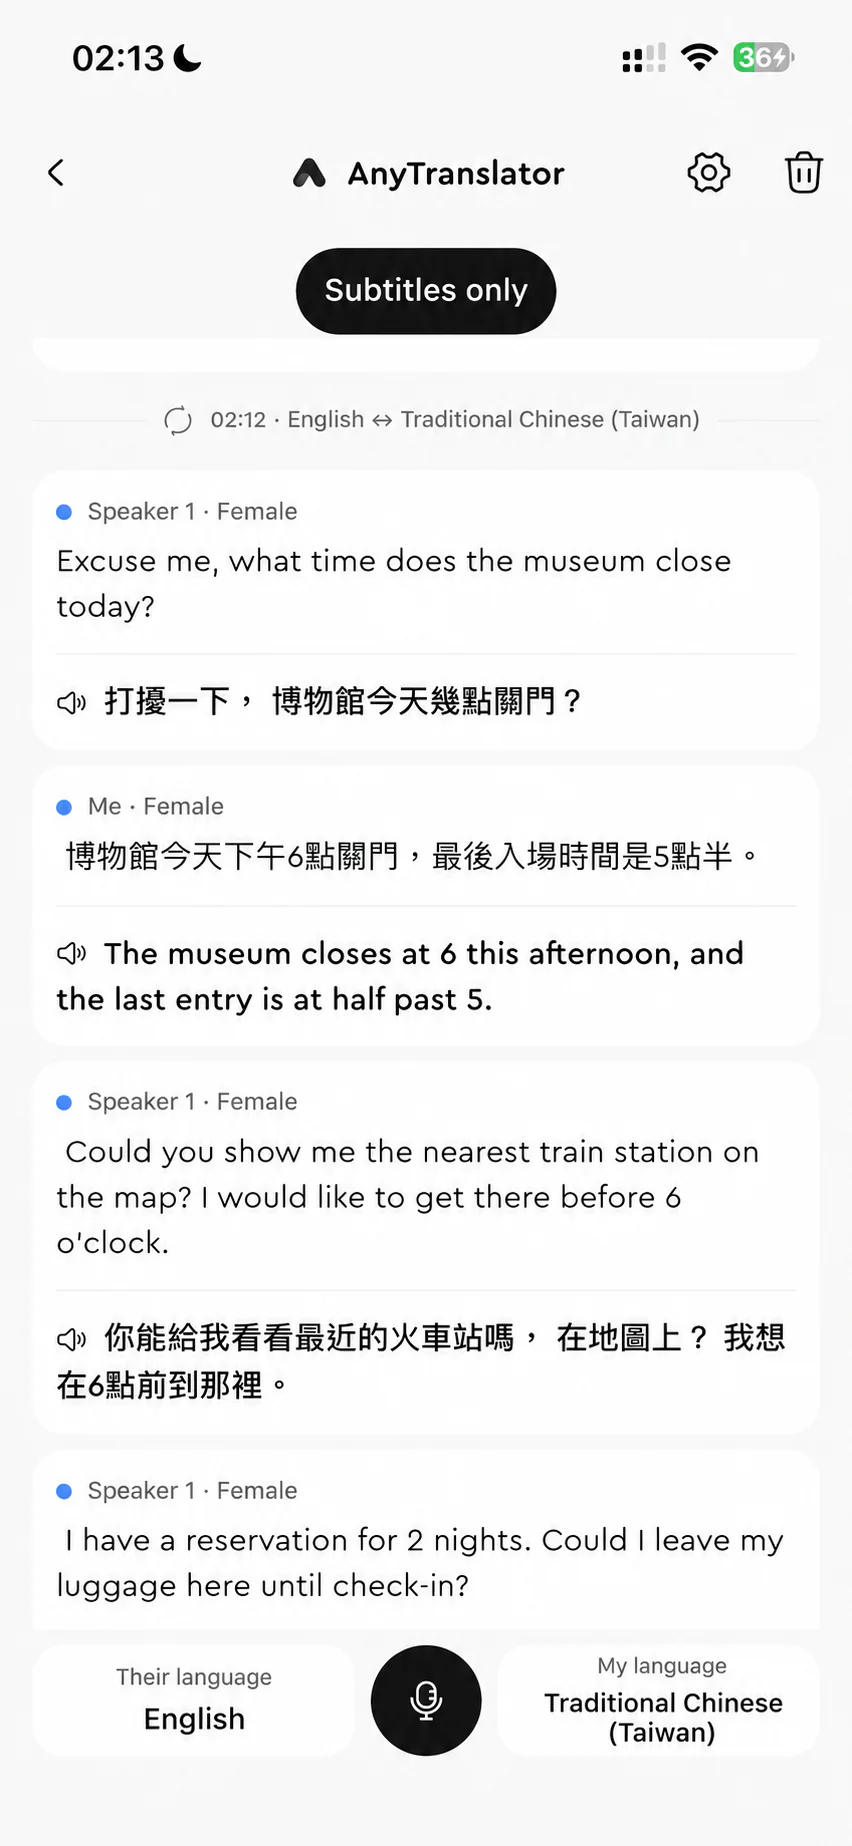 02:13
36
AnyTranslator
Subtitles only
02:12 · English ↔ Traditional Chinese (Taiwan)
Speaker 1 · Female
Excuse me, what time does the museum close
today?
打擾一下， 博物館今天幾點關門？
Me · Female
博物館今天下午6點關門，最後入場時間是5點半。
The museum closes at 6 this afternoon, and
the last entry is at half past 5.
Speaker 1 · Female
Could you show me the nearest train station on
the map? I would like to get there before 6
o'clock.
你能給我看看最近的火車站嗎， 在地圖上？ 我想
在6點前到那裡。
Speaker 1 · Female
I have a reservation for 2 nights. Could I leave my
luggage here until check-in?
Their language
English
My language
Traditional Chinese
(Taiwan)